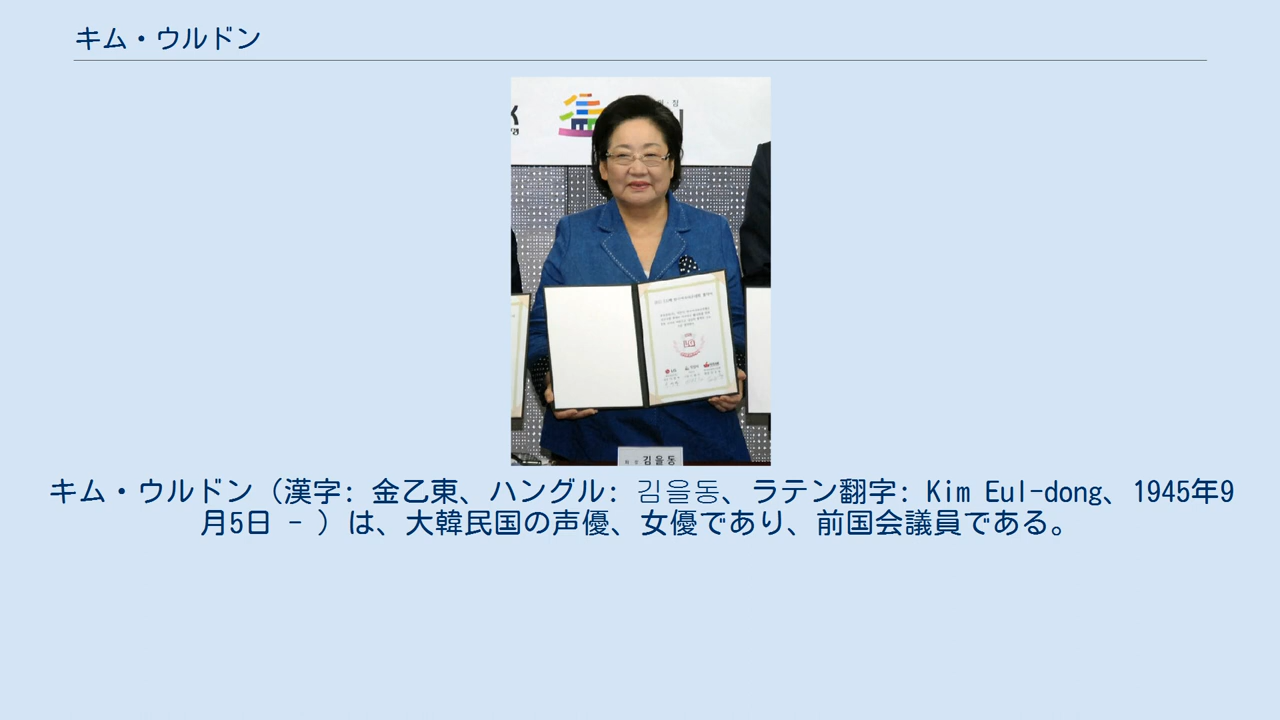 キム・ウルドン
김을동
キム・ウルドン（漢字: 金乙東、ハングル: 김을동、ラテン翻字: Kim Eul-dong、1945年9
月5日 - ）は、大韓民国の声優、女優であり、前国会議員である。